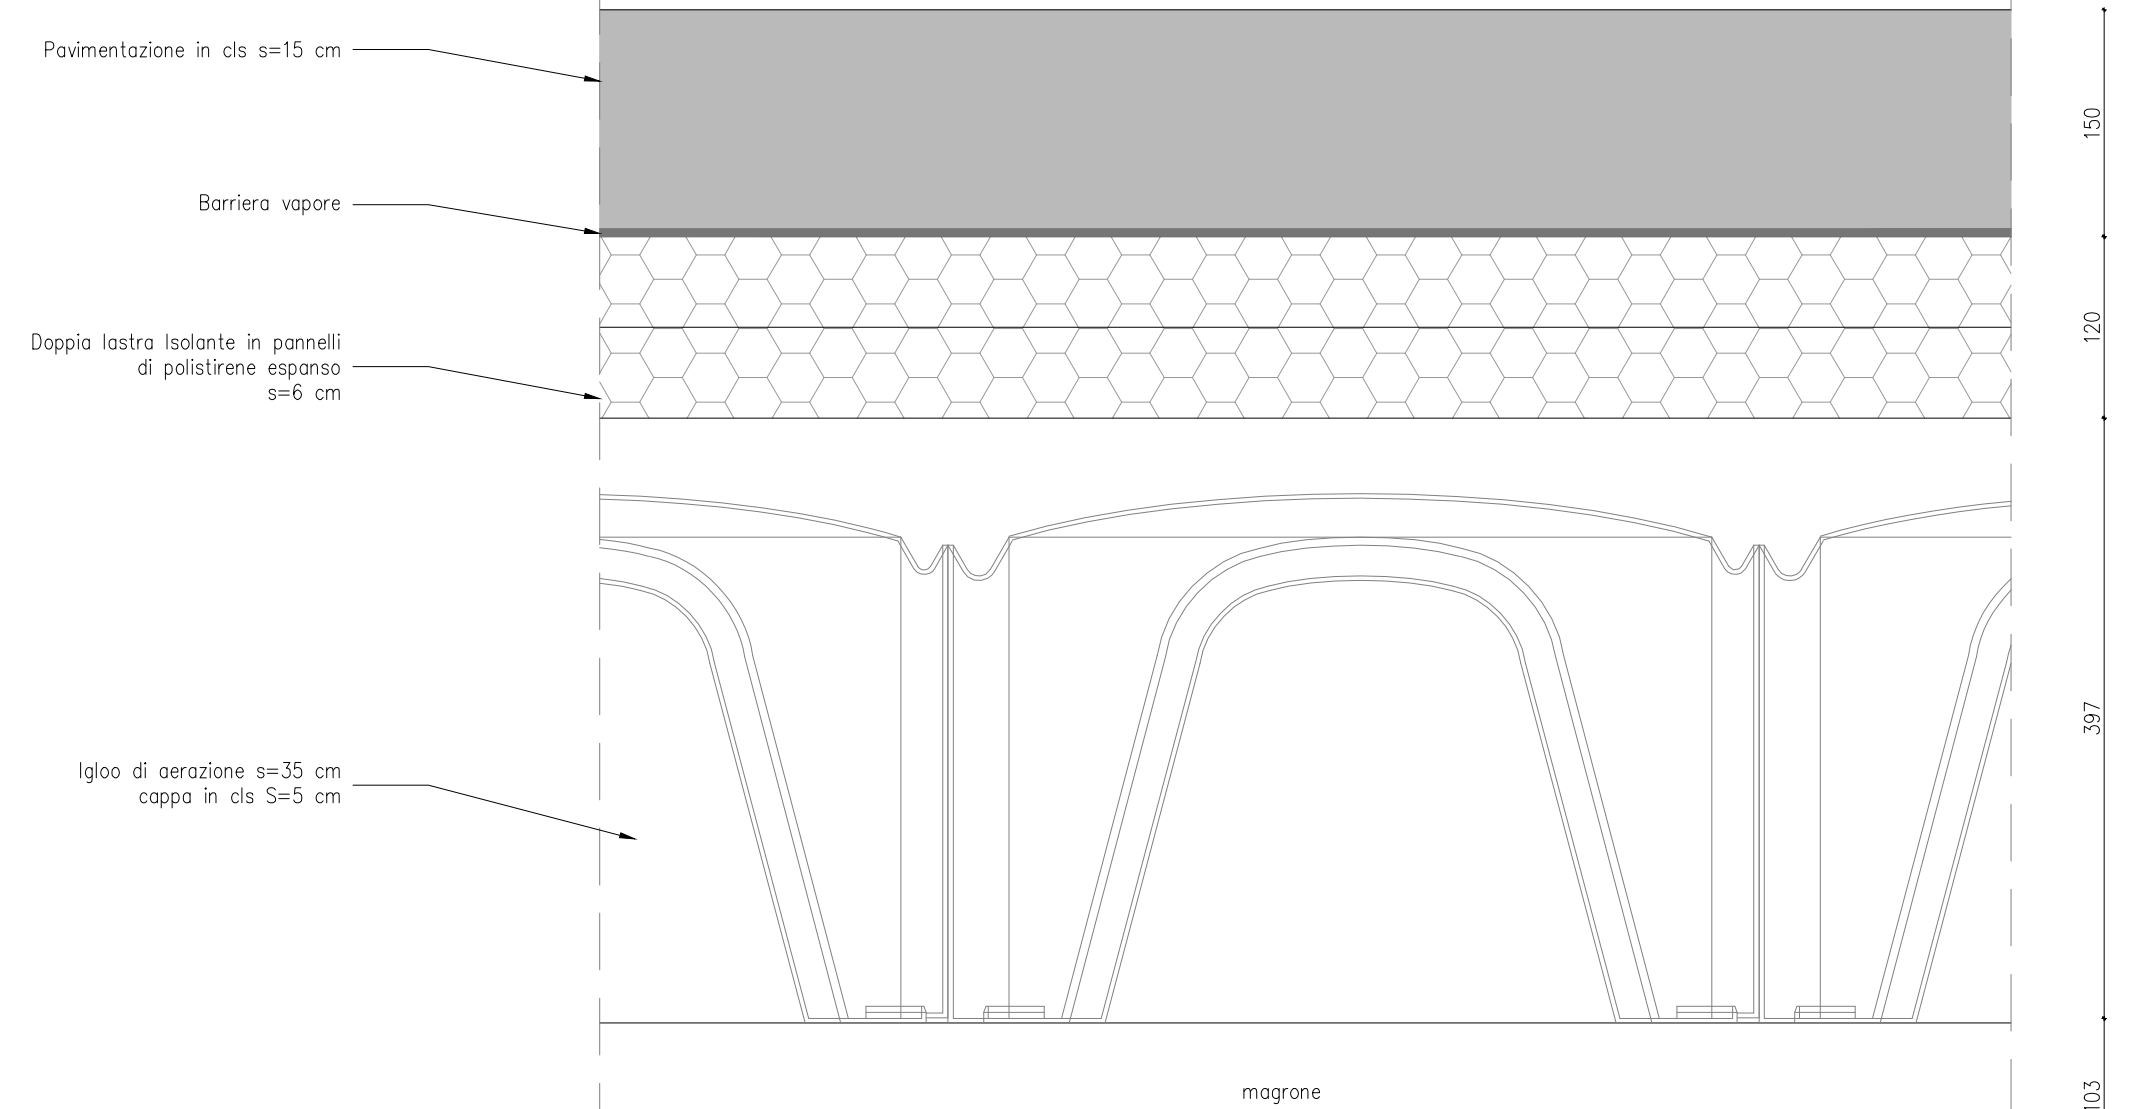 Pavimentazione in cls s=15 cm
150
Barriera vapore
Doppia lastra Isolante in pannelli
di polistirene espanso
s=6 cm
120
397
Igloo di aerazione s=35 cm
cappa in cls S=5 cm
magrone
103